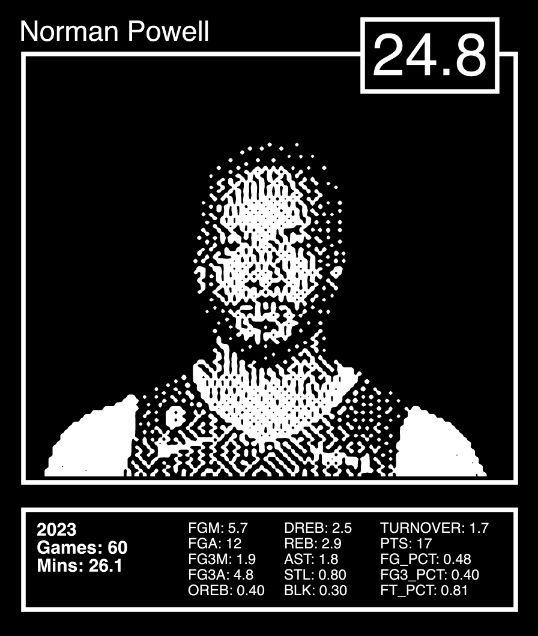 Norman Powell
24.8
2023
Games: 60
Mins: 26.1
FGM: 5.7
FGA: 12
FG3M: 1.9
FG3A: 4.8
OREB: 0.40
DREB: 2.5
REB: 2.9
AST: 1.8
STL: 0.80
BLK: 0.30
TURNOVER: 1.7
PTS: 17
FG_PCT: 0.48
FG3_PCT: 0.40
FT_PCT: 0.81